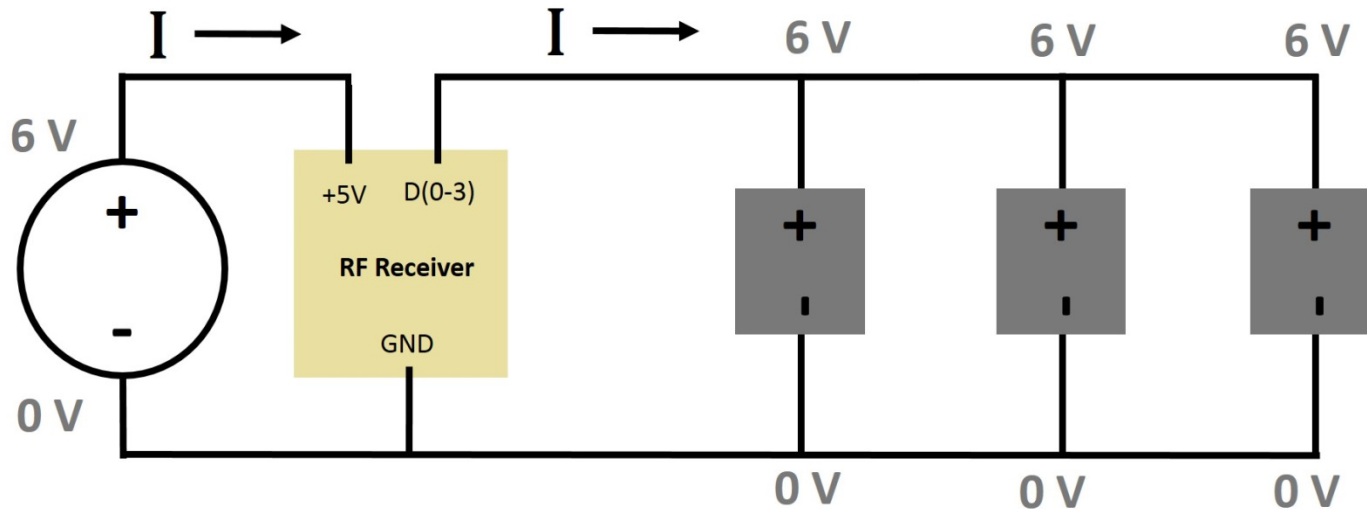 I
I
6 V
6 V
6 V
6 V
+
-
+5V
D(0-3)
RF Receiver
GND
+
-
+
-
+
-
0 V
0 V
0 V
0 V